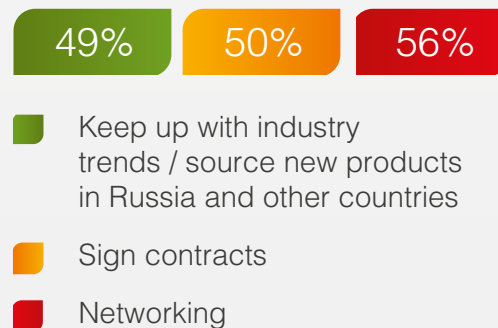 49% 50% 56%
Keep up with industry
trends / source new products
in Russia and other countries
Sign contracts
Networking